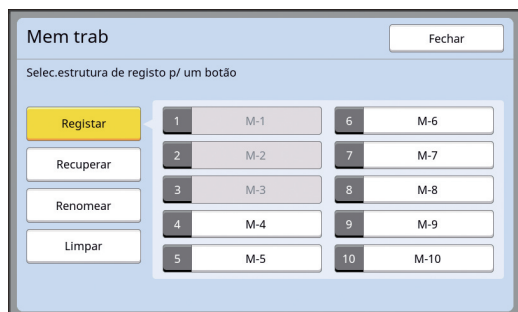 Mem trab
Fechar
Selec.estrutura de registo p/ um botão
Registar
Recuperar
Renomear
Limpar
1 M-1
2 M-2
3 M-3
4 M-4
5 M-5
6 M-6
7 M-7
8 M-8
9 M-9
10 M-10